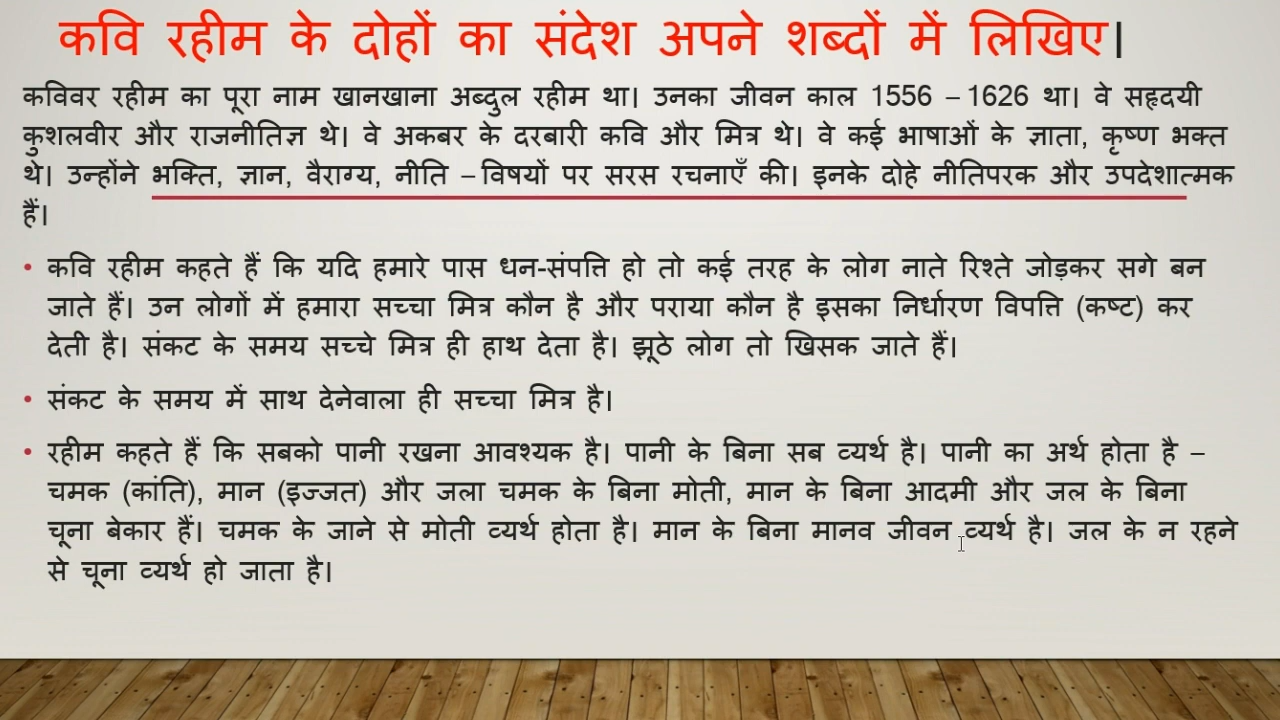 कवि रहीम के दोहों का संदेश अपने शब्दों में लिखिए।
कविवर रहीम का पूरा नाम खानखाना अब्दुल रहीम था। उनका जीवन काल 1556 – 1626 था। वे सहृदयी
कुशलवीर और राजनीतिज्ञ थे। वे अकबर के दरबारी कवि और मित्र थे। वे कई भाषाओं के ज्ञाता, कृष्ण भक्त
थे। उन्होंने भक्ति, ज्ञान, वैराग्य, नीति – विषयों पर सरस रचनाएँ की। इनके दोहे नीतिपरक और उपदेशात्मक
हैं।
• कवि रहीम कहते हैं कि यदि हमारे पास धन-संपत्ति हो तो कई तरह के लोग नाते रिश्ते जोड़कर सगे बन
जाते हैं। उन लोगों में हमारा सच्चा मित्र कौन है और पराया कौन है इसका निर्धारण विपत्ति (कष्ट) कर
देती है। संकट के समय सच्चे मित्र ही हाथ देता है। झूठे लोग तो खिसक जाते हैं।
• संकट के समय में साथ देनेवाला ही सच्चा मित्र है।
• रहीम कहते हैं कि सबको पानी रखना आवश्यक है। पानी के बिना सब व्यर्थ है। पानी का अर्थ होता है –
चमक (कांति), मान (इज्जत) और जला चमक के बिना मोती, मान के बिना आदमी और जल के बिना
चूना बेकार हैं। चमक के जाने से मोती व्यर्थ होता है। मान के बिना मानव जीवन व्यर्थ है। जल के न रहने
से चूना व्यर्थ हो जाता है।